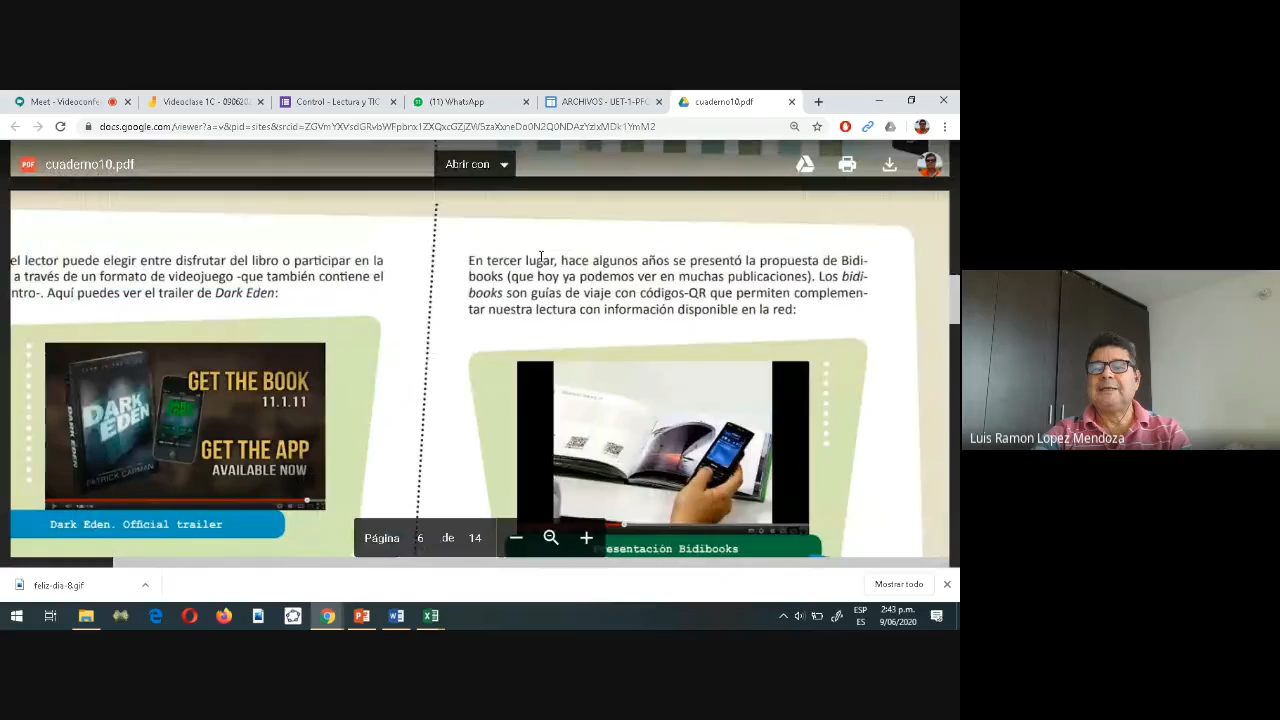 Meet - Videoconfe
Videoclase 1C - 090620
Control - Lectura y TIC
(11) WhatsApp
ARCHIVOS - UET-1-PFC
cuaderno10.pdf
PDF cuaderno10.pdf
Abrir con
el lector puede elegir entre disfrutar del libro o participar en la
a través de un formato de videojuego -que también contiene el
ntro-. Aquí puedes ver el trailer de Dark Eden:
DARK EDEN
DARK
EDEN
PATRICK CARMAN
GET THE BOOK
11.1.11
GET THE APP
AVAILABLE NOW
Dark Eden. Official trailer
En tercer lugar, hace algunos años se presentó la propuesta de Bidi-
books (que hoy ya podemos ver en muchas publicaciones). Los bidi-
books son guías de viaje con códigos-QR que permiten complemen-
tar nuestra lectura con información disponible en la red:
resentación Bidibooks
Página 6 de 14
Luis Ramon Lopez Mendoza
feliz-dia-8.gif
Mostrar todo
ESP
ES
2:43 p.m.
9/06/2020